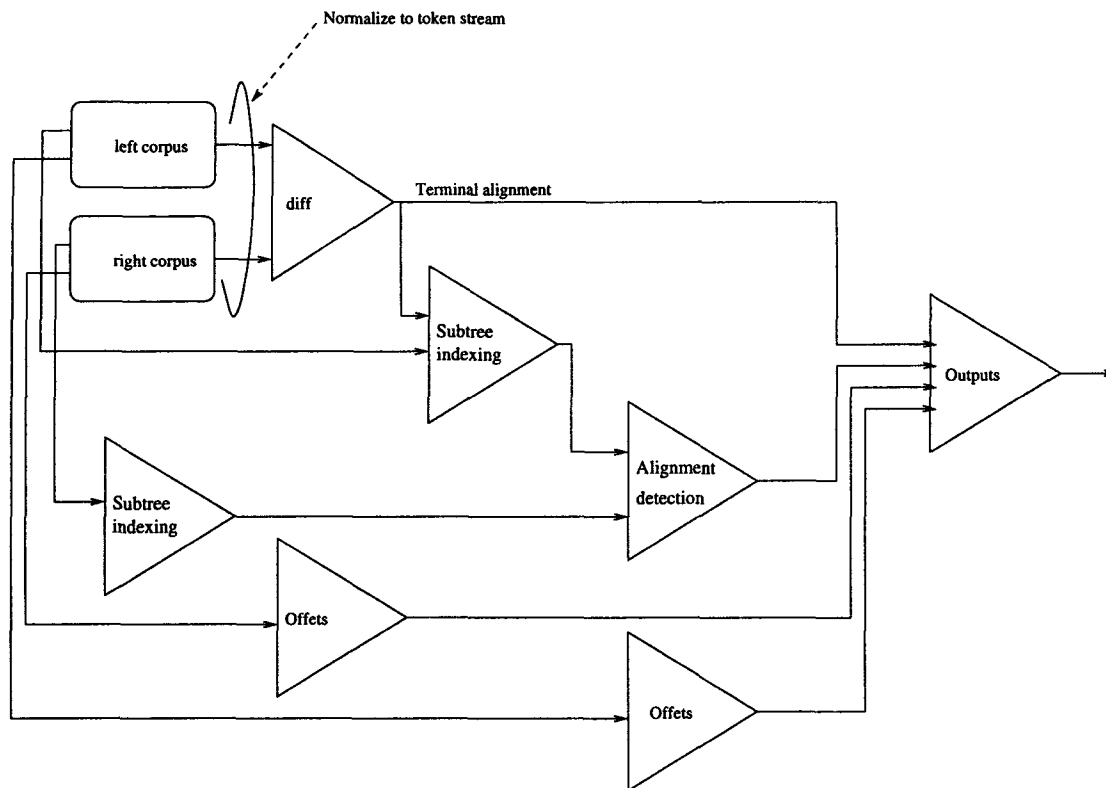 Normalize to token stream
left corpus
diff
Terminal alignment
right corpus
Subtree
indexing
Outputs
Alignment
detection
Subtree
indexing
Offets
Offets